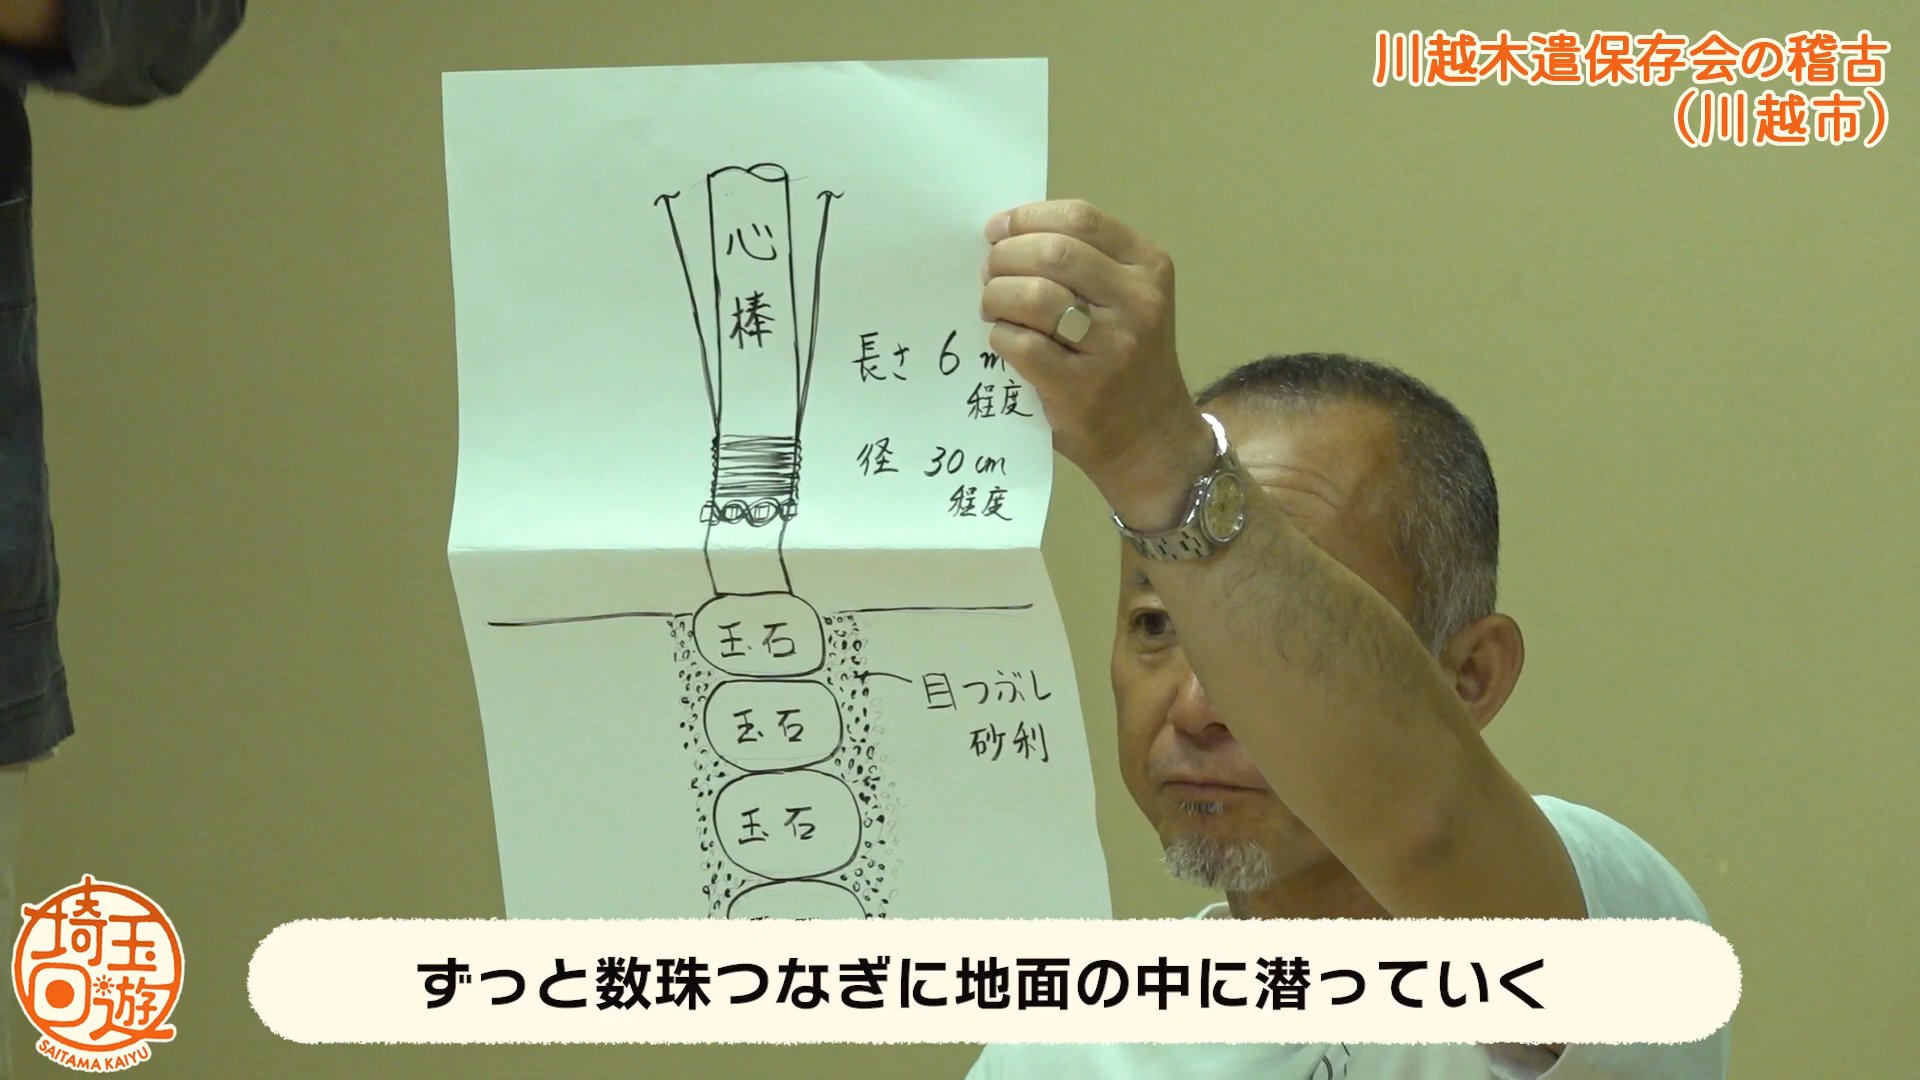 川越木遣保存会の稽古
(川越市)
心棒
長さ 6 m
程度
径 30 cm
程度
玉石
目つぶし
砂利
玉石
玉石
ずっと数珠つなぎに地面の中に潜っていく
埼玉
回遊
SAITAMA KAIYU